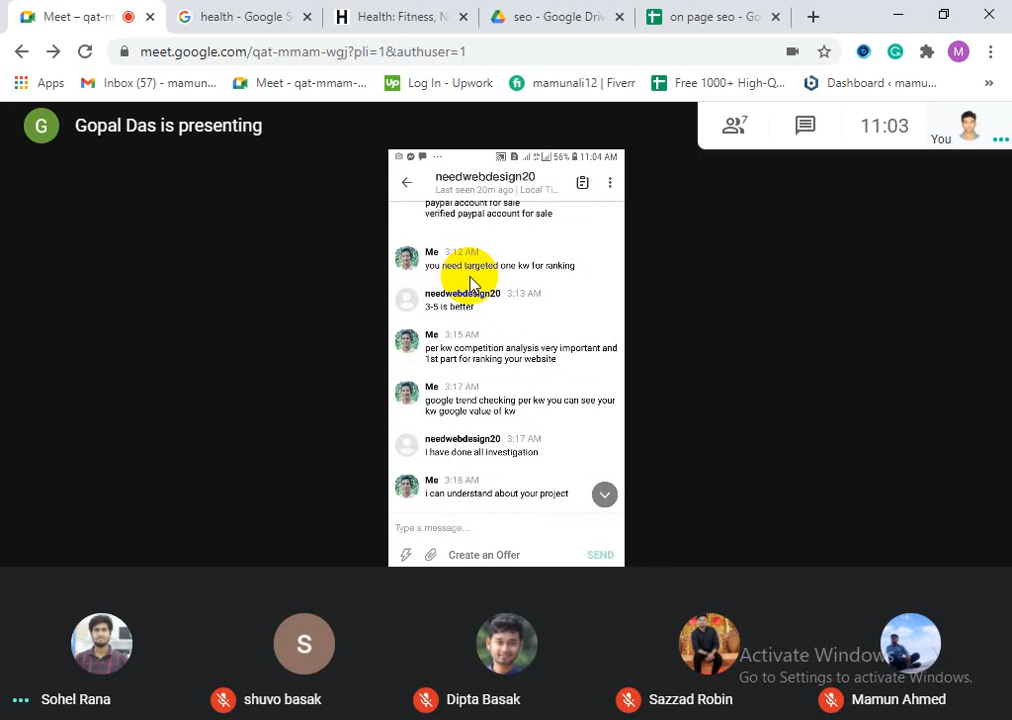 Meet – qat-m
health - Google S
Health: Fitness, N
seo - Google Driv
on page seo - Go
meet.google.com/qat-mmam-wgj?pli=1&authuser=1
M
Apps
Inbox (57) - mamun...
Meet - qat-mmam-...
Up
Log In - Upwork
fi
mamunali12 | Fiverr
Free 1000+ High-Q...
Dashboard ‹ mamu...
»
G
Gopal Das is presenting
7
11:03
You
56%
11:04 AM
needwebdesign20
Last seen 20m ago | Local Ti...
paypal account for sale
verified paypal account for sale
Me 3:12 AM
you need targeted one kw for ranking
needwebdesign20 3:13 AM
3-5 is better
Me 3:15 AM
per kw competition analysis very important and
1st part for ranking your website
Me 3:17 AM
google trend checking per kw you can see your
kw google value of kw
needwebdesign20 3:17 AM
i have done all investigation
Me 3:18 AM
i can understand about your project
Type a message...
Create an Offer
SEND
S
Activate Windows
Go to Settings to activate Windows.
Sohel Rana
shuvo basak
Dipta Basak
Sazzad Robin
Mamun Ahmed